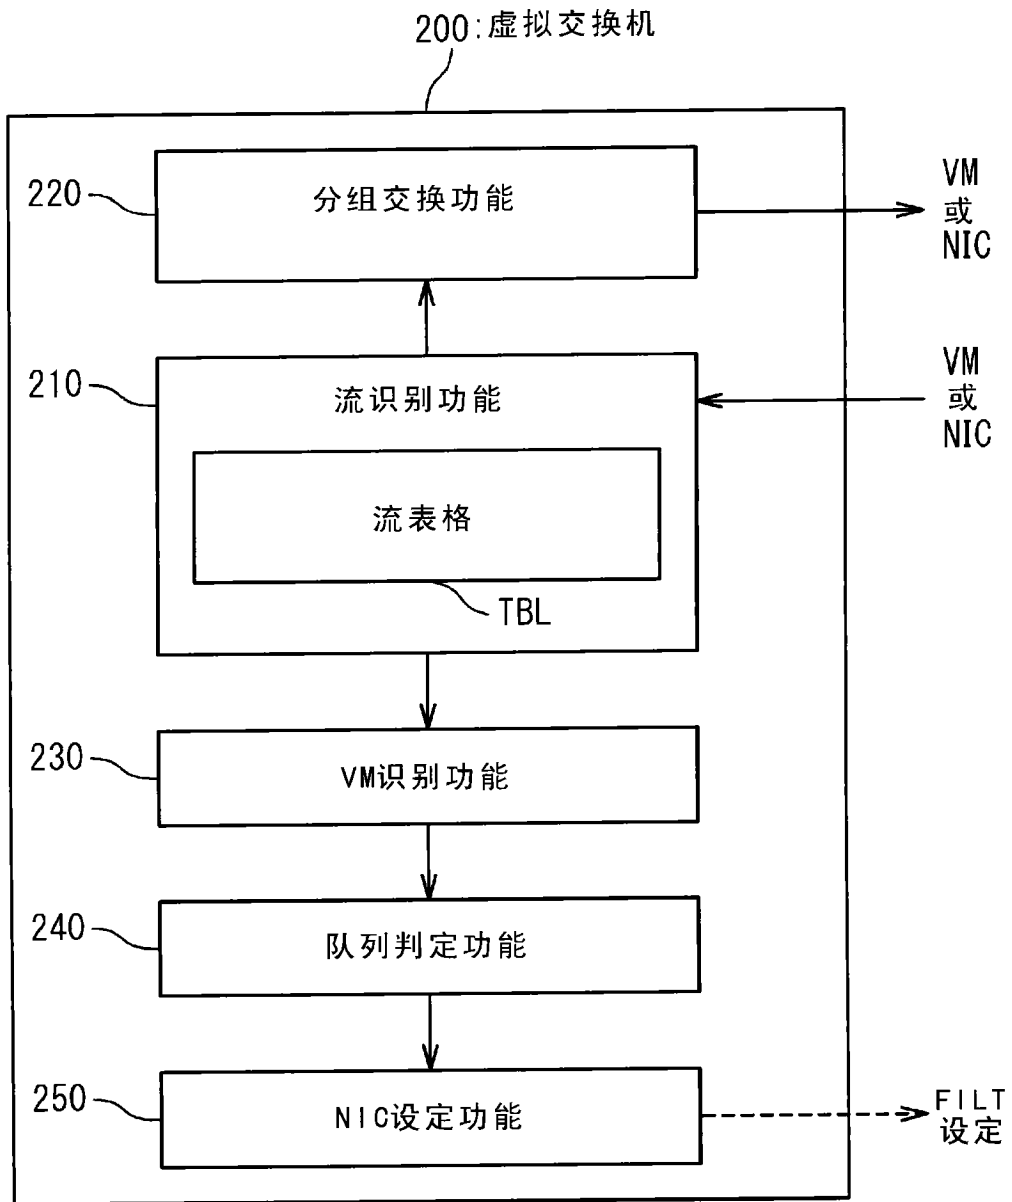 200:虚拟交换机
220
分组交换功能
VM
或
NIC
210
流识别功能
VM
或
NIC
流表格
TBL
230
VM识别功能
240
队列判定功能
250
NIC设定功能
FILT
设定